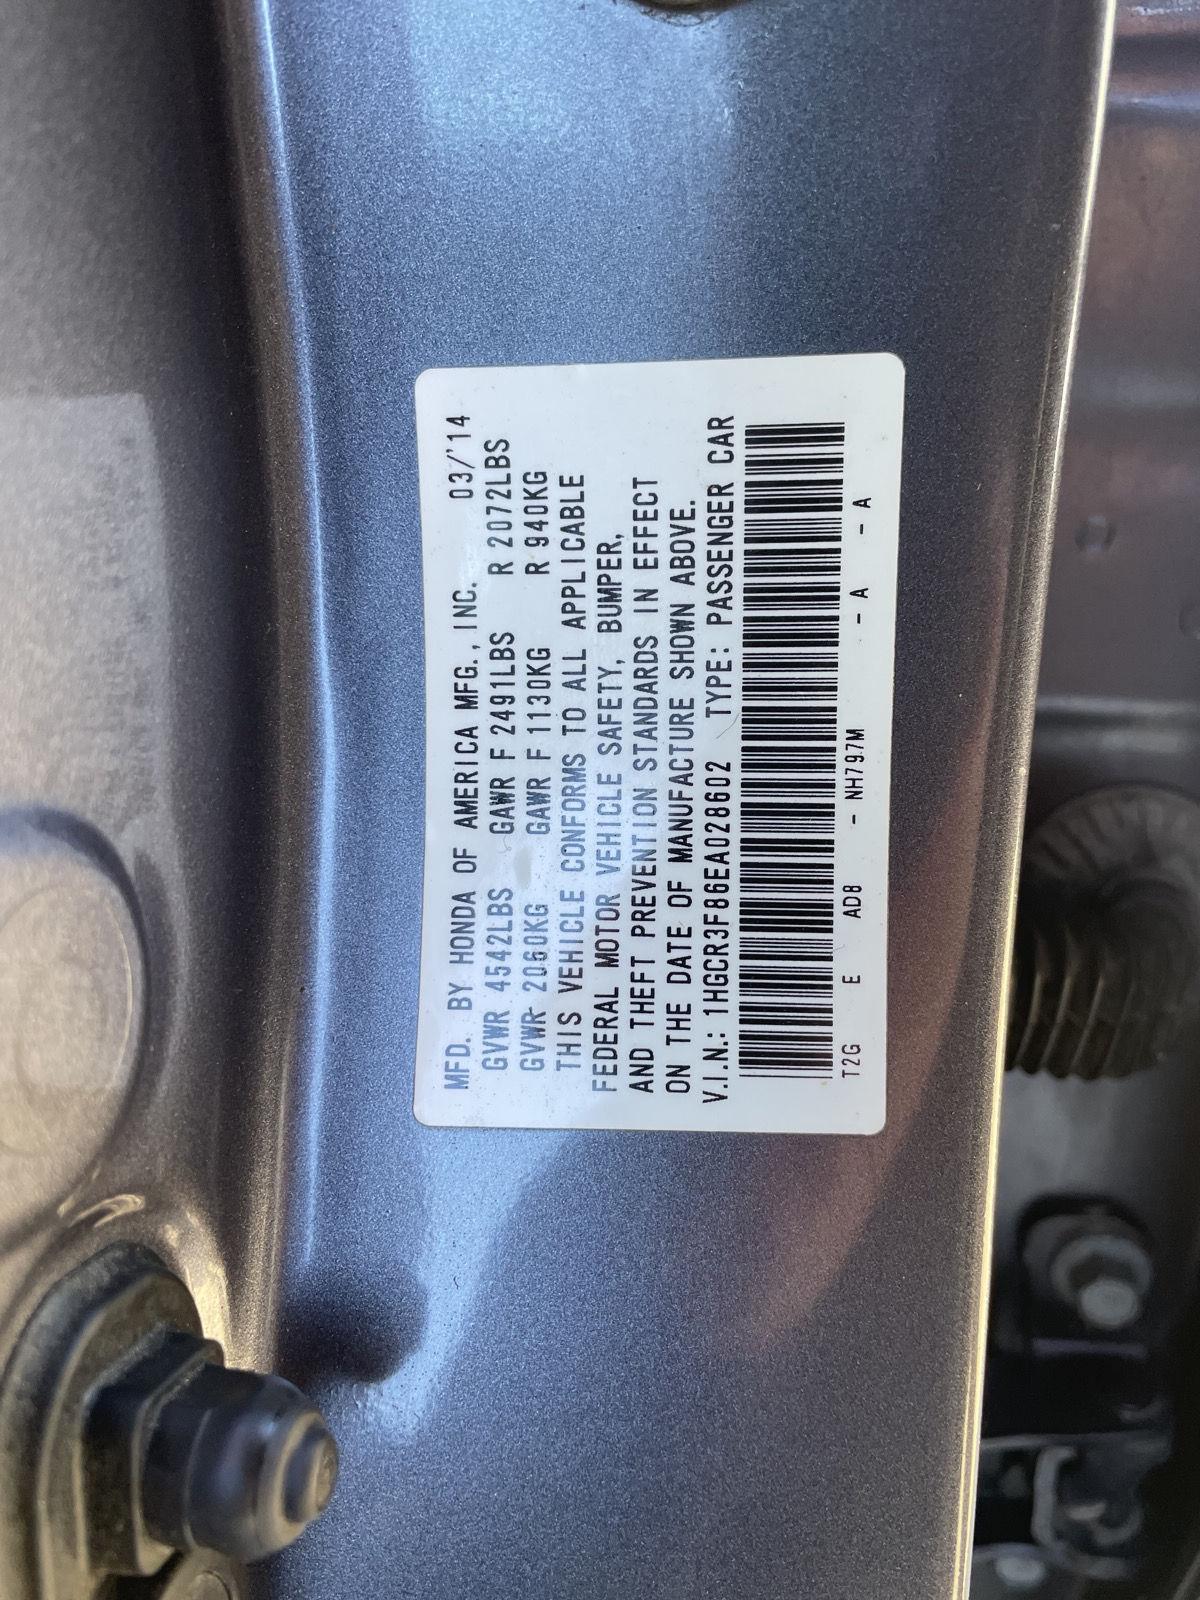 MFD. BY HONDA OF AMERICA MFG., INC. 03/'14
GVWR 4542LBS GAWR F 2491LBS R 2072LBS
GVWR 2060KG GAWR F 1130KG R 940KG
THIS VEHICLE CONFORMS TO ALL APPLICABLE
FEDERAL MOTOR VEHICLE SAFETY, BUMPER,
AND THEFT PREVENTION STANDARDS IN EFFECT
ON THE DATE OF MANUFACTURE SHOWN ABOVE.
V.I.N.: 1HGCR3F86EA028602 TYPE: PASSENGER CAR
T2G E AD8 - NH797M - A - A